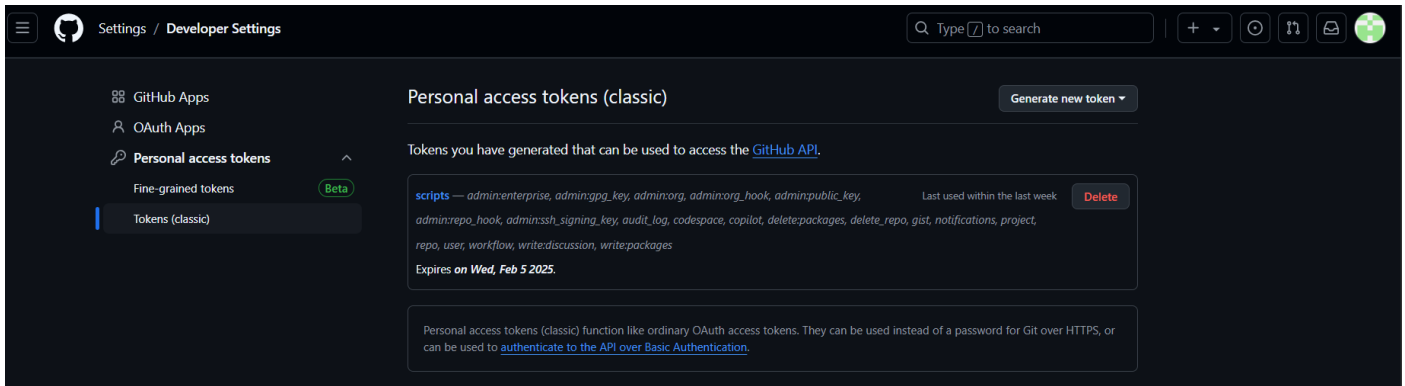 Settings / Developer Settings
Type / to search
GitHub Apps
OAuth Apps
Personal access tokens
Fine-grained tokens
Beta
Tokens (classic)
Personal access tokens (classic)
Generate new token
Tokens you have generated that can be used to access the GitHub API.
scripts — admin:enterprise, admin:gpg_key, admin:org, admin:org_hook, admin:public_key,
Last used within the last week
Delete
admin:repo_hook, admin:ssh_signing_key, audit_log, codespace, copilot, delete:packages, delete_repo, gist, notifications, project,
repo, user, workflow, write:discussion, write:packages
Expires on Wed, Feb 5 2025.
Personal access tokens (classic) function like ordinary OAuth access tokens. They can be used instead of a password for Git over HTTPS, or
can be used to authenticate to the API over Basic Authentication.